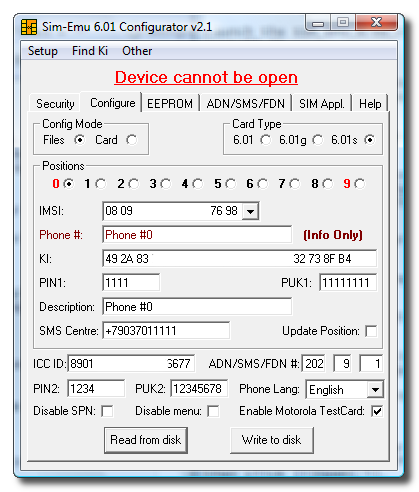 Sim-Emu 6.01 Configurator v2.1
Setup Find Ki Other
Device cannot be open
Security Configure EEPROM ADN/SMS/FDN SIM Appl. Help
Config Mode Card Type
Files Card 6.01 6.01g 6.01s
Positions
0 1 2 3 4 5 6 7 8 9
IMSI: 08 09 76 98
Phone #: Phone #0 (Info Only)
KI: 49 2A 83 32 73 8F B4
PIN1: 1111 PUK1: 11111111
Description: Phone #0
SMS Centre: +79037011111 Update Position:
ICC ID: 8901 6677 ADN/SMS/FDN #: 202 9 1
PIN2: 1234 PUK2: 12345678 Phone Lang: English
Disable SPN: Disable menu: Enable Motorola TestCard:
Read from disk Write to disk